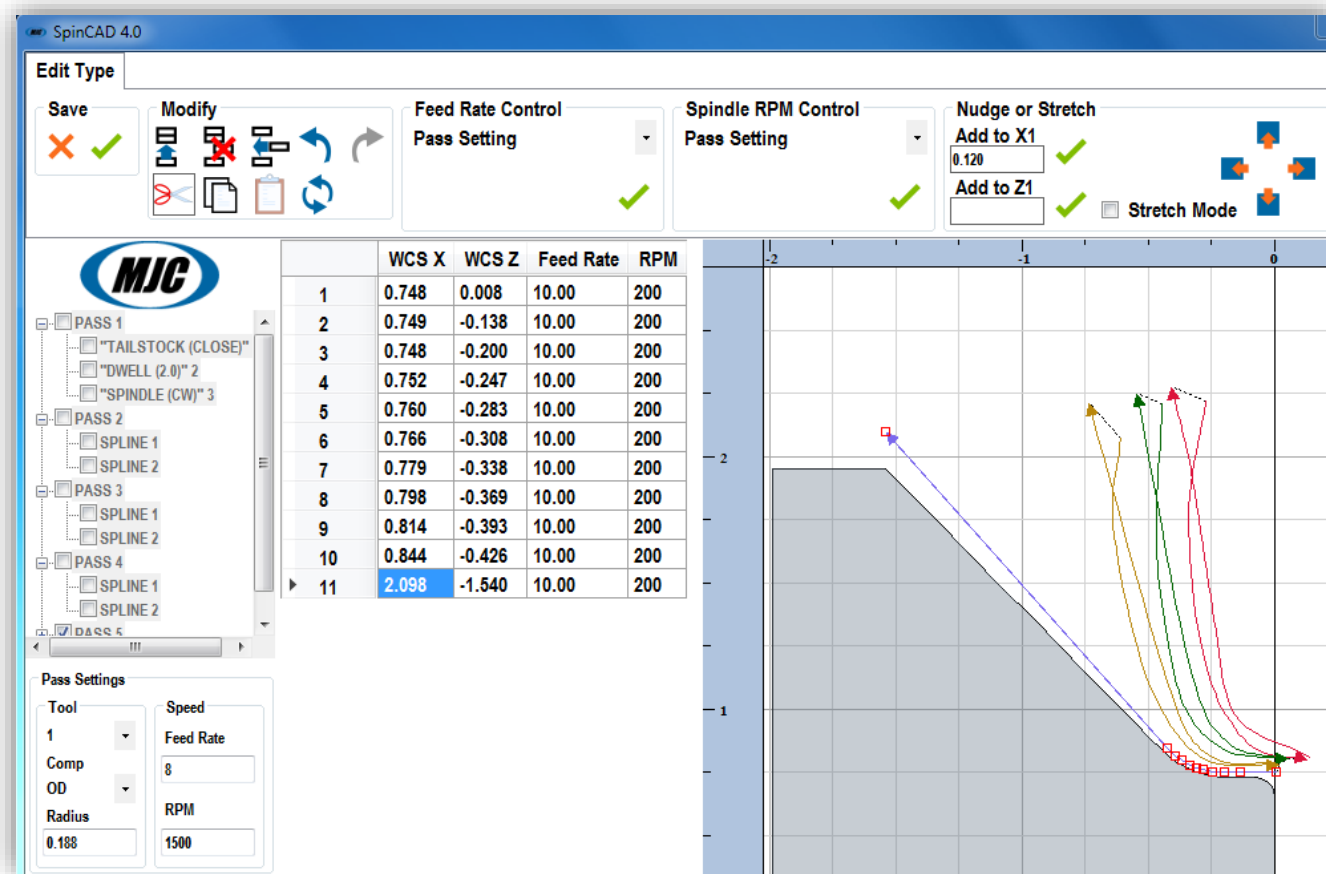 MJC SpinCAD 4.0
Edit Type
Save
Modify
Feed Rate Control
Pass Setting
Spindle RPM Control
Pass Setting
Nudge or Stretch
Add to X1
0.120
Add to Z1
Stretch Mode
MJC
PASS 1
"TAILSTOCK (CLOSE)"
"DWELL (2.0)" 2
"SPINDLE (CW)" 3
PASS 2
SPLINE 1
SPLINE 2
PASS 3
SPLINE 1
SPLINE 2
PASS 4
SPLINE 1
SPLINE 2
PASS 5
Pass Settings
Tool
1
Comp
OD
Radius
0.188
Speed
Feed Rate
8
RPM
1500
WCS X WCS Z Feed Rate RPM
1 0.748 0.008 10.00 200
2 0.749 -0.138 10.00 200
3 0.748 -0.200 10.00 200
4 0.752 -0.247 10.00 200
5 0.760 -0.283 10.00 200
6 0.766 -0.308 10.00 200
7 0.779 -0.338 10.00 200
8 0.798 -0.369 10.00 200
9 0.814 -0.393 10.00 200
10 0.844 -0.426 10.00 200
11 2.098 -1.540 10.00 200
-2 -1 0
2
1